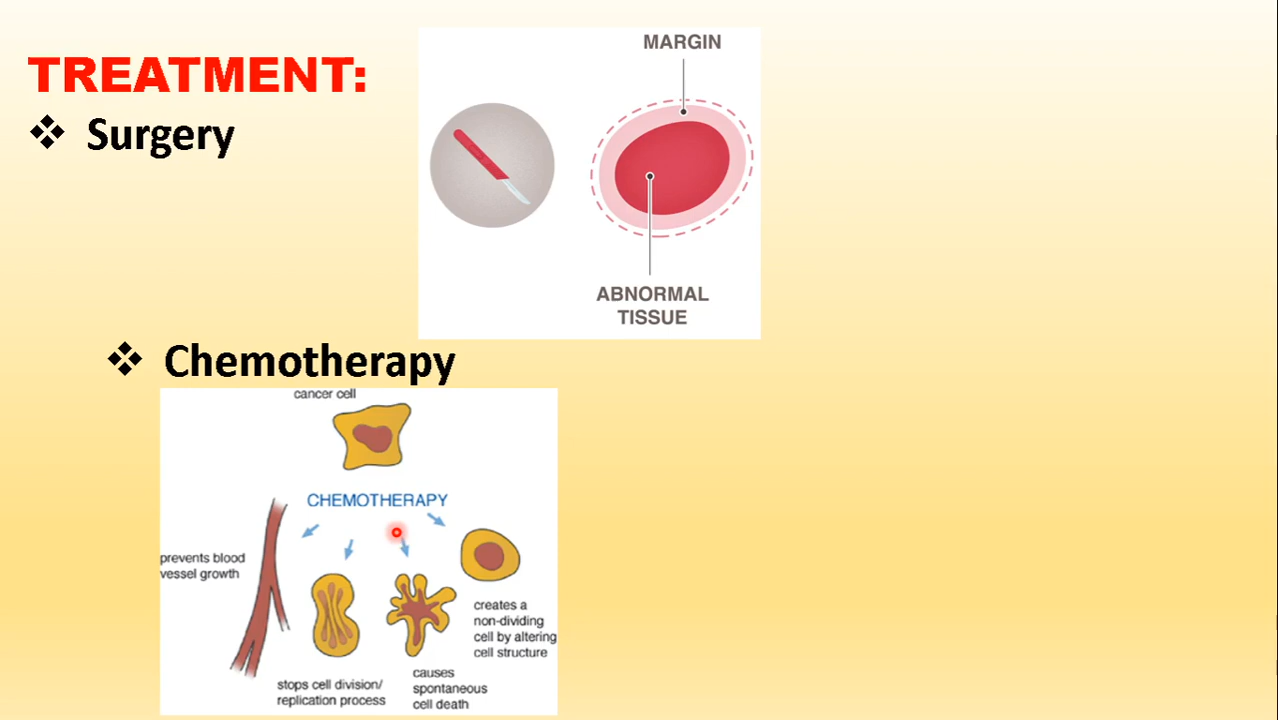 TREATMENT:
❖ Surgery
MARGIN
ABNORMAL
TISSUE
❖ Chemotherapy
cancer cell
CHEMOTHERAPY
prevents blood
vessel growth
stops cell division/
replication process
causes
spontaneous
cell death
creates a
non-dividing
cell by altering
cell structure